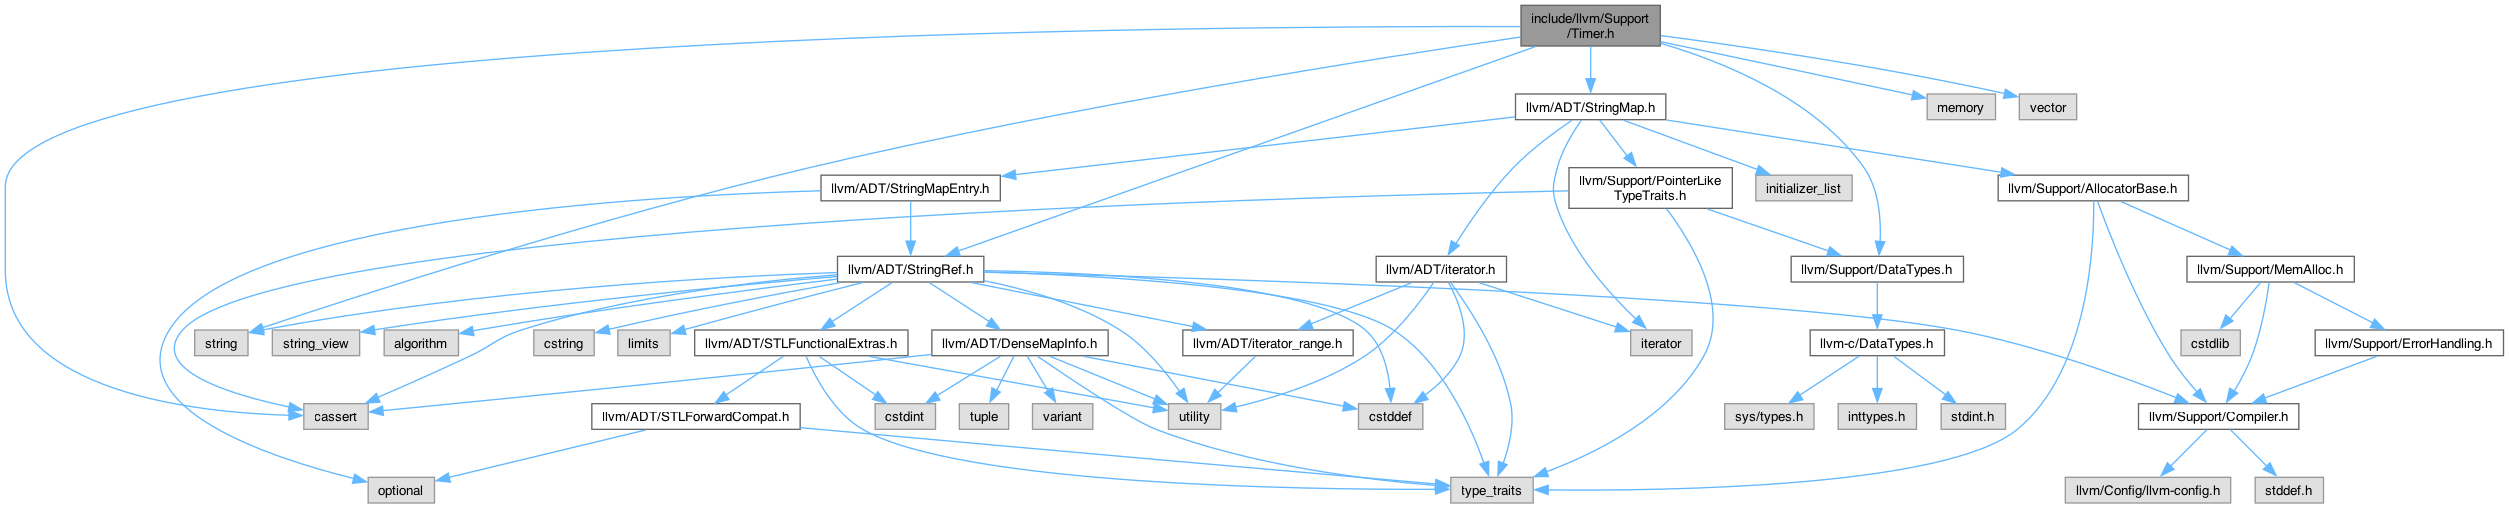 include/llvm/Support
/Timer.h
llvm/ADT/StringMap.h
memory
vector
llvm/ADT/StringMapEntry.h
llvm/Support/PointerLike
TypeTraits.h
initializer_list
llvm/Support/AllocatorBase.h
llvm/ADT/StringRef.h
llvm/ADT/iterator.h
llvm/Support/DataTypes.h
llvm/Support/MemAlloc.h
string
string_view
algorithm
cstring
limits
llvm/ADT/STLFunctionalExtras.h
llvm/ADT/DenseMapInfo.h
llvm/ADT/iterator_range.h
iterator
llvm-c/DataTypes.h
cstdlib
llvm/Support/ErrorHandling.h
cassert
llvm/ADT/STLForwardCompat.h
cstdint
tuple
variant
utility
cstddef
sys/types.h
inttypes.h
stdint.h
llvm/Support/Compiler.h
optional
type_traits
llvm/Config/llvm-config.h
stddef.h